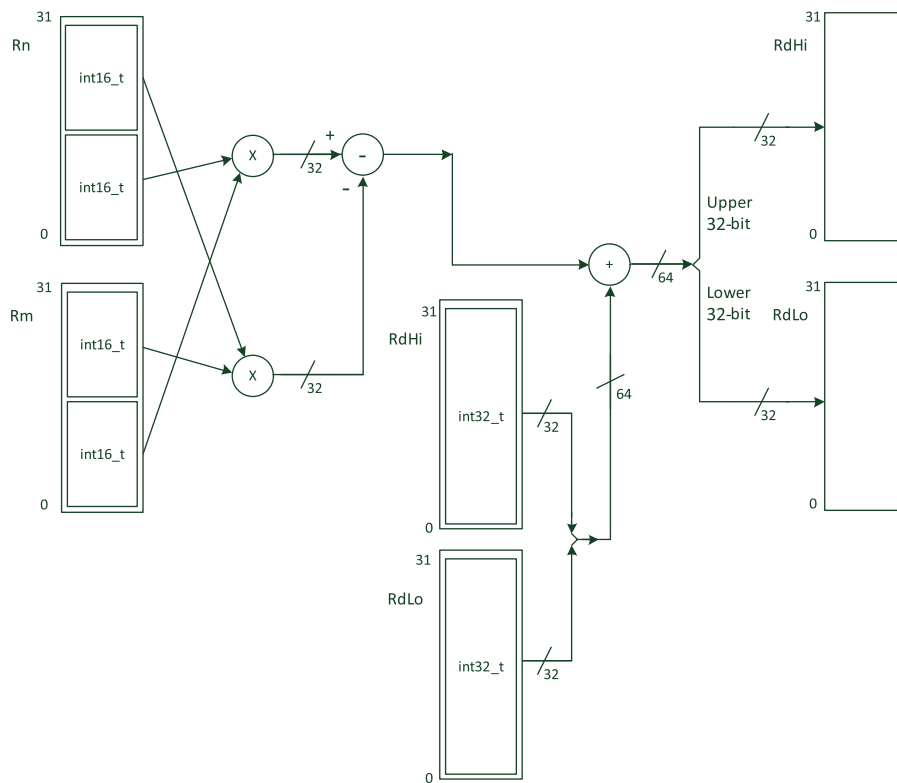 31
Rn
int16_t
int16_t
0
31
Rm
int16_t
int16_t
0
X
+
32
-
-
X
32
31
RdHi
int32_t
32
0
31
RdLo
int32_t
32
0
64
+
64
Upper
32-bit
Lower
32-bit
31
RdHi
32
0
31
RdLo
32
0